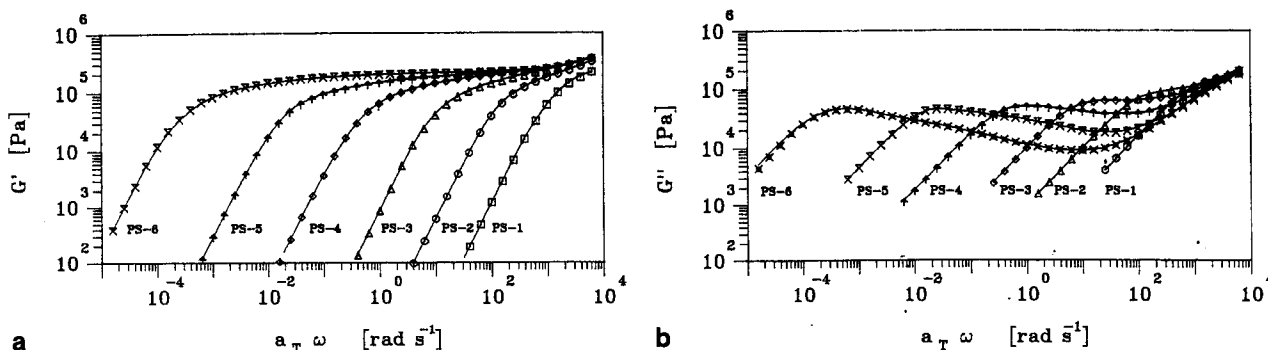 10^6
10^5
10^4
10^3
10^2
G' [Pa]
PS-6
PS-5
PS-4
PS-3
PS-2
PS-1
10^-4
10^-2
10^0
10^2
10^4
a_T ω [rad s^-1]
a
10^6
10^5
10^4
10^3
10^2
G" [Pa]
PS-6
PS-5
PS-4
PS-3
PS-2
PS-1
10^-4
10^-2
10^0
10^2
10^4
a_T ω [rad s^-1]
b